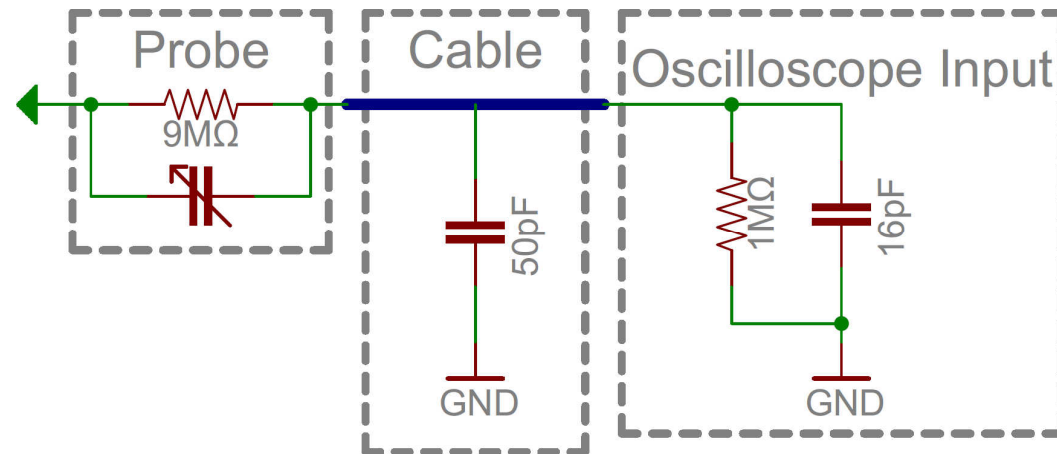 Probe
9MΩ
Cable
50pF
GND
Oscilloscope Input
1MΩ
16pF
GND